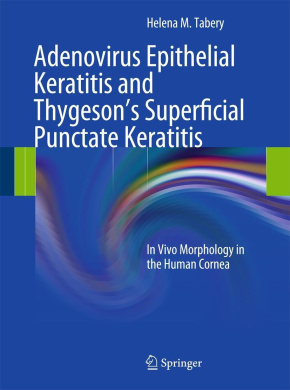 Helena M. Tabery
Adenovirus Epithelial
Keratitis and
Thygeson's Superficial
Punctate Keratitis
In Vivo Morphology in
the Human Cornea
Springer